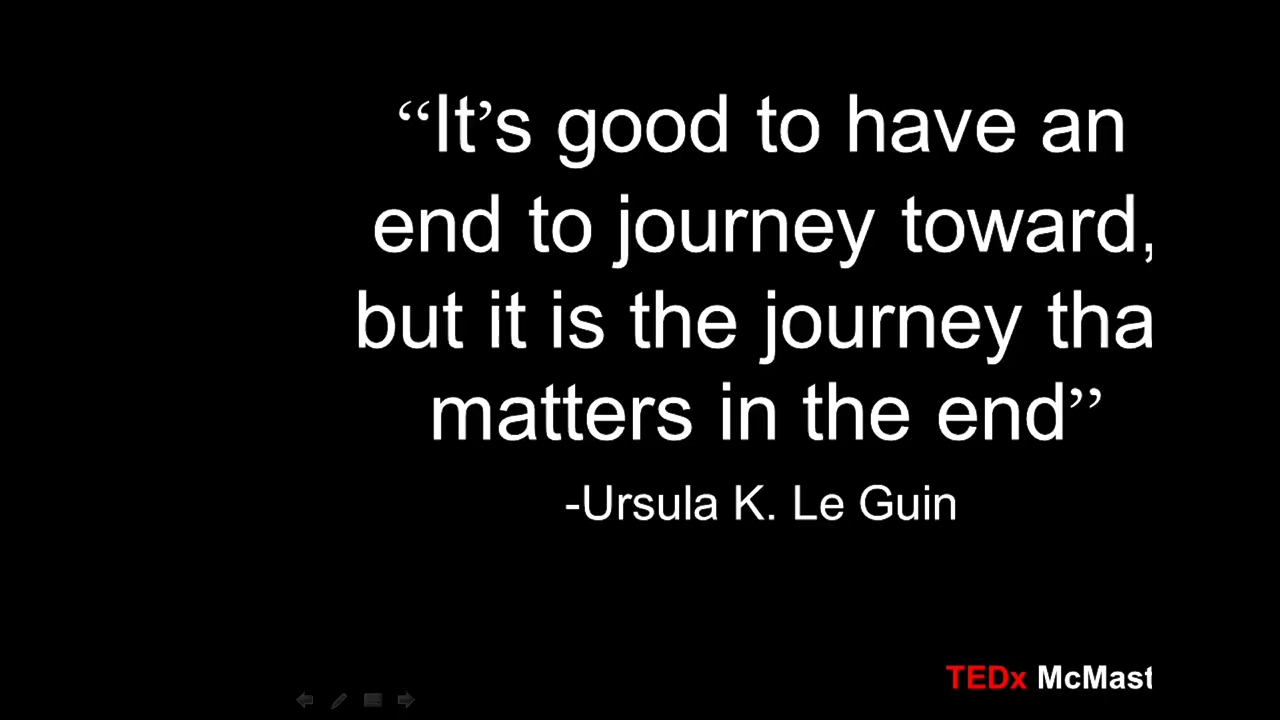 “It’s good to have an
end to journey toward,
but it is the journey tha
matters in the end”
-Ursula K. Le Guin
TEDx McMast